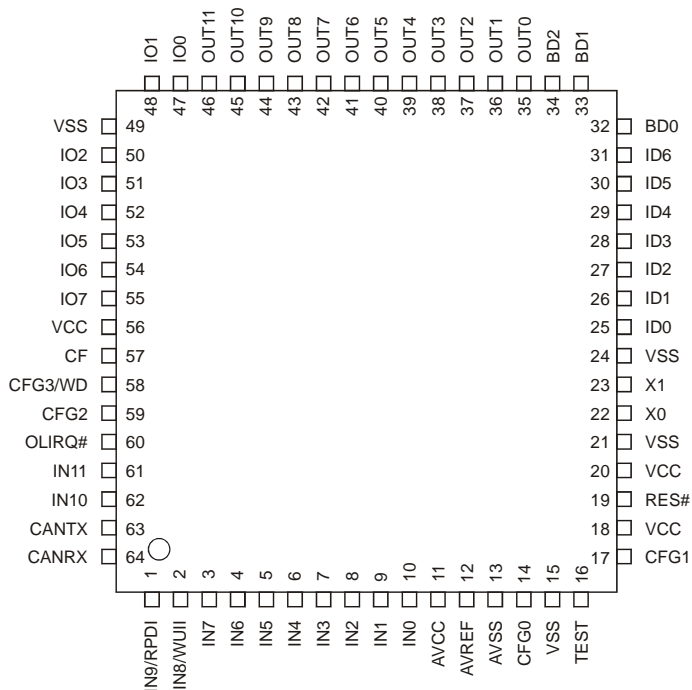 IO1 IO0 OUT11 OUT10 OUT9 OUT8 OUT7 OUT6 OUT5 OUT4 OUT3 OUT2 OUT1 OUT0 BD2 BD1
48 47 46 45 44 43 42 41 40 39 38 37 36 35 34 33
VSS 49 32 BD0
IO2 50 31 ID6
IO3 51 30 ID5
IO4 52 29 ID4
IO5 53 28 ID3
IO6 54 27 ID2
IO7 55 26 ID1
VCC 56 25 ID0
CF 57 24 VSS
CFG3/WD 58 23 X1
CFG2 59 22 X0
OLIRQ# 60 21 VSS
IN11 61 20 VCC
IN10 62 19 RES#
CANTX 63 18 VCC
CANRX 64 17 CFG1
1 2 3 4 5 6 7 8 9 10 11 12 13 14 15 16
IN9/RPDI IN8/WUII IN7 IN6 IN5 IN4 IN3 IN2 IN1 IN0 AVCC AVREF AVSS CFG0 VSS TEST